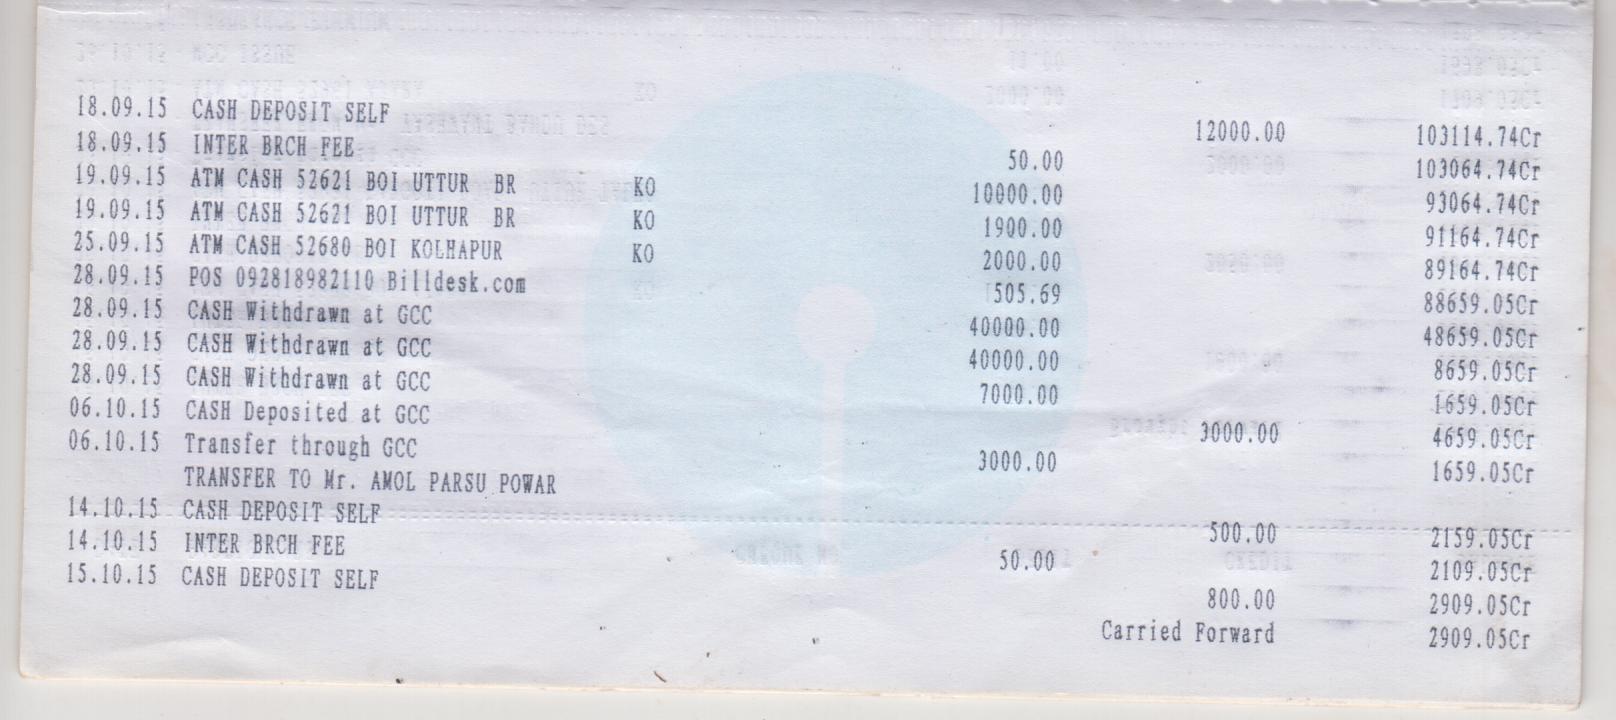 18.09.15 CASH DEPOSIT SELF 12000.00 103114.74Cr
18.09.15 INTER BRCH FEE 50.00 103064.74Cr
19.09.15 ATM CASH 52621 BOI UTTUR BR KO 10000.00 93064.74Cr
19.09.15 ATM CASH 52621 BOI UTTUR BR KO 1900.00 91164.74Cr
25.09.15 ATM CASH 52680 BOI KOLHAPUR KO 2000.00 89164.74Cr
28.09.15 POS 092818982110 Billdesk.com 505.69 88659.05Cr
28.09.15 CASH Withdrawn at GCC 40000.00 48659.05Cr
28.09.15 CASH Withdrawn at GCC 40000.00 8659.05Cr
28.09.15 CASH Withdrawn at GCC 7000.00 1659.05Cr
06.10.15 CASH Deposited at GCC 3000.00 4659.05Cr
06.10.15 Transfer through GCC 3000.00 1659.05Cr
TRANSFER TO Mr. AMOL PARSU POWAR
14.10.15 CASH DEPOSIT SELF 500.00 2159.05Cr
14.10.15 INTER BRCH FEE 50.00 2109.05Cr
15.10.15 CASH DEPOSIT SELF 800.00 2909.05Cr
Carried Forward 2909.05Cr